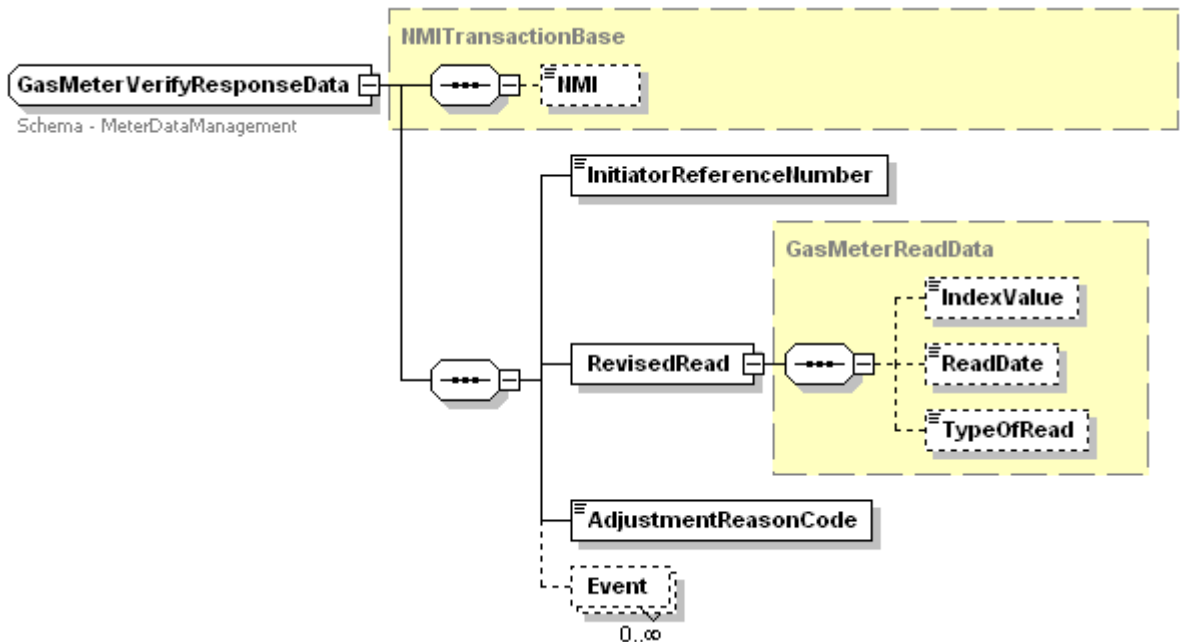 NMITransactionBase
GasMeterVerifyResponseData
NMI
Schema - MeterDataManagement
InitiatorReferenceNumber
GasMeterReadData
IndexValue
RevisedRead
ReadDate
TypeOfRead
AdjustmentReasonCode
Event
0..∞